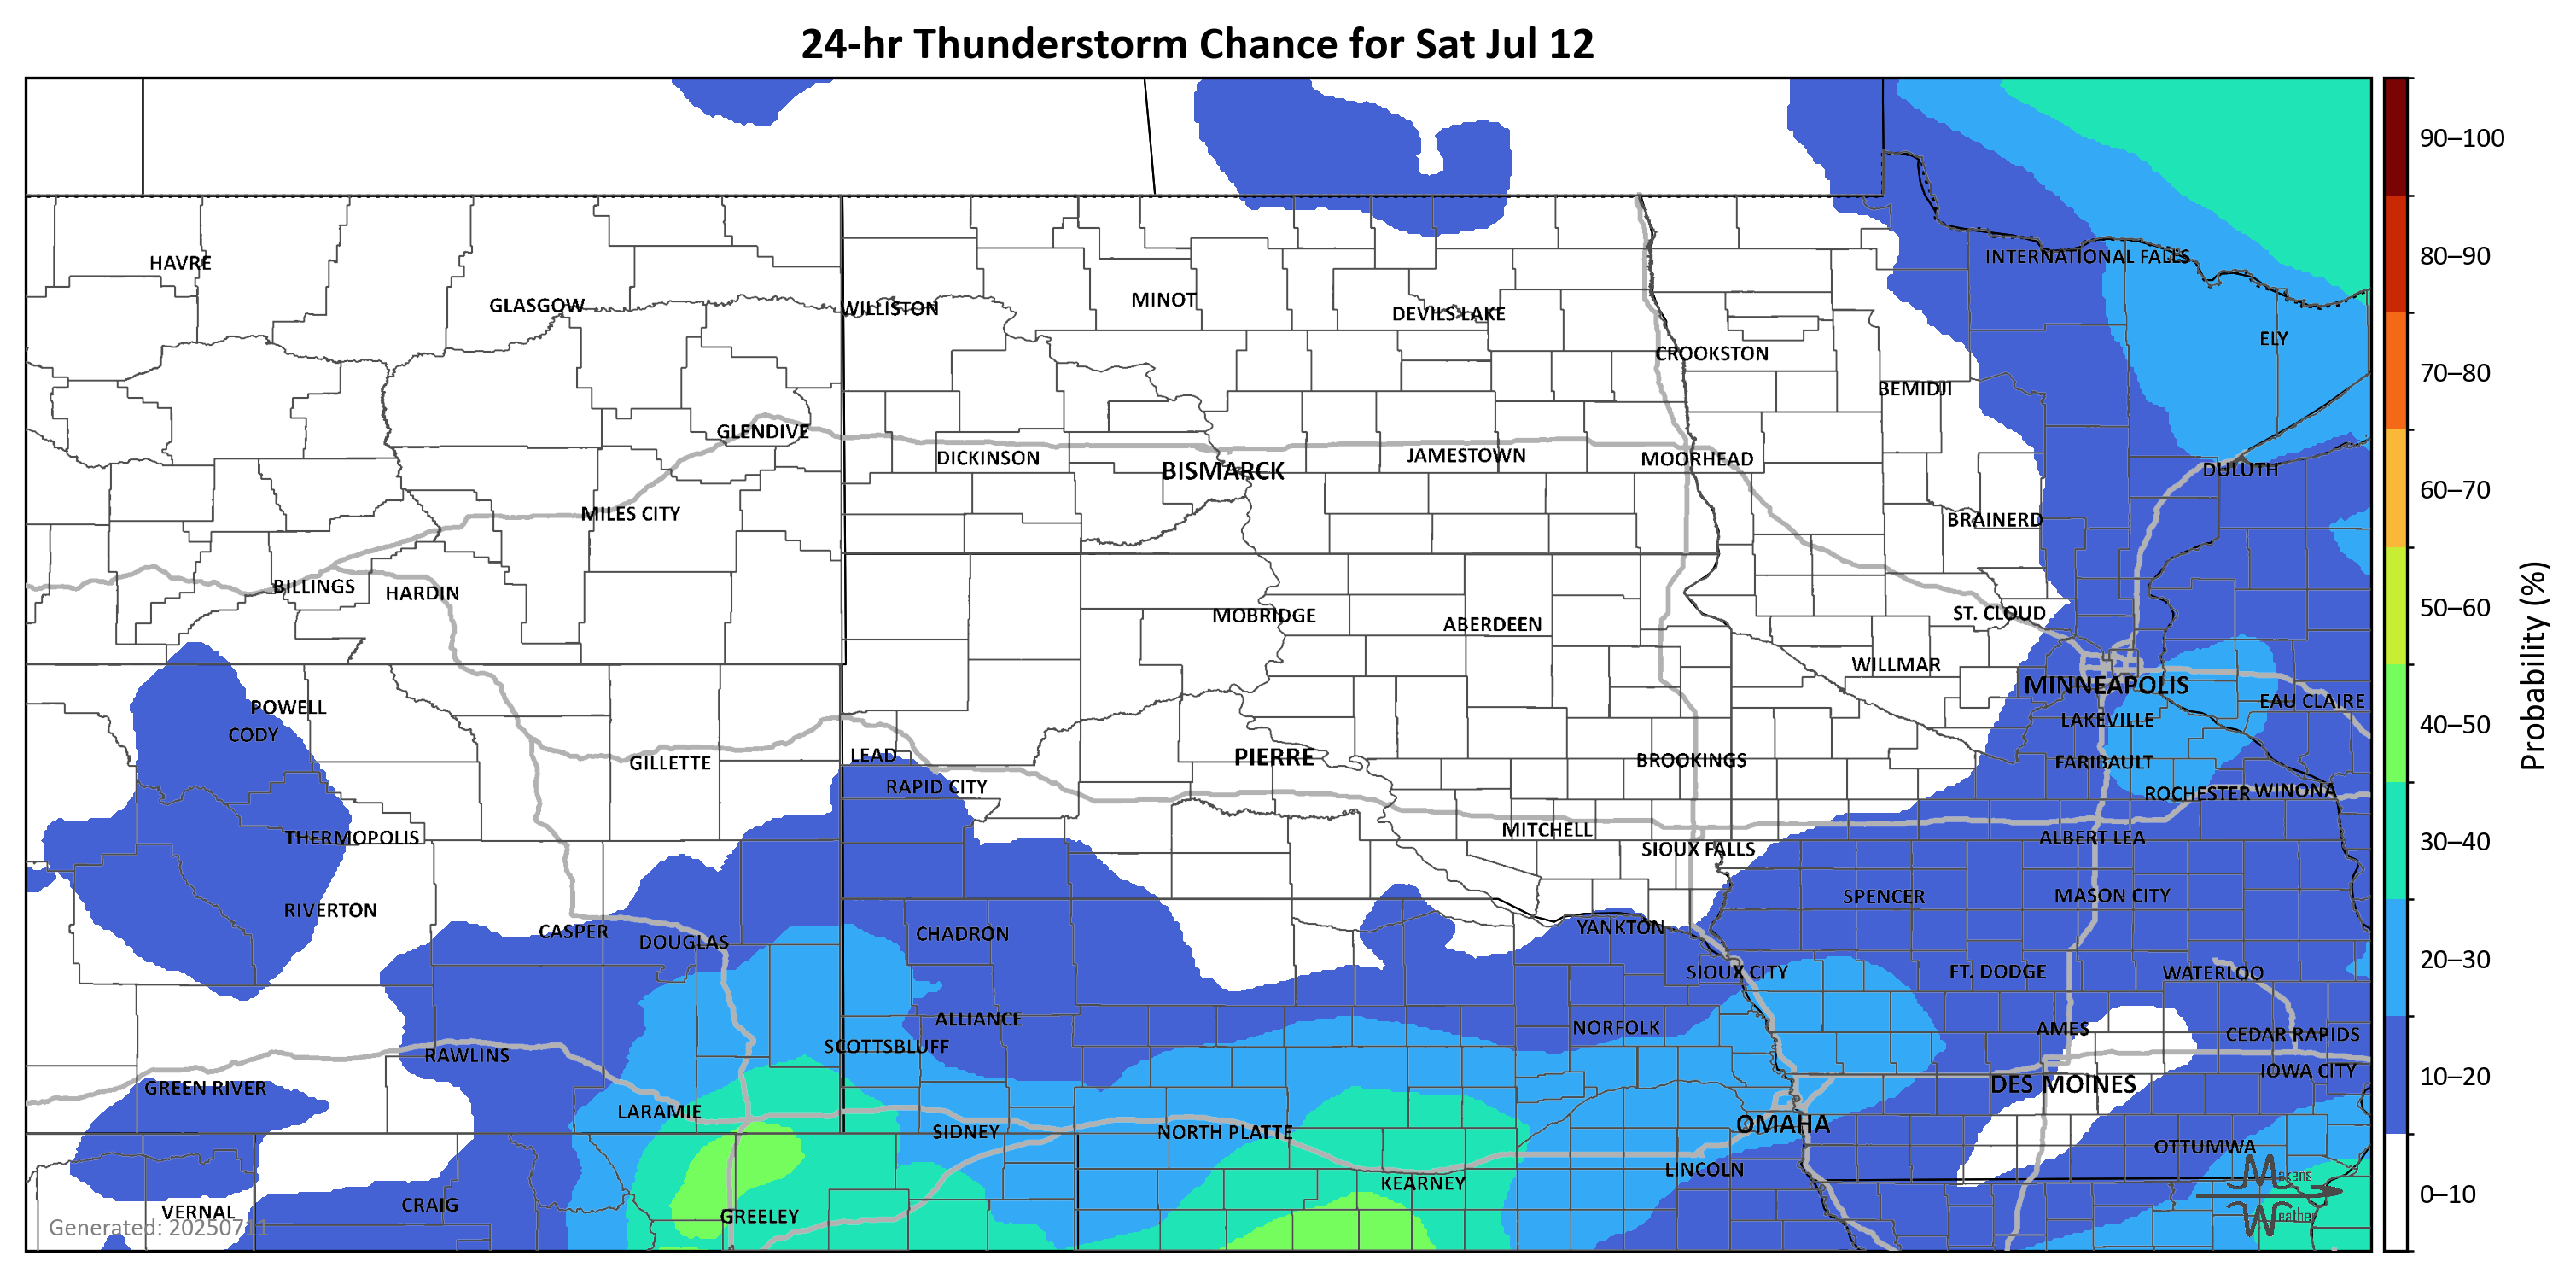 24-hr Thunderstorm Chance for Sat Jul 12
90–100
80–90
70–80
60–70
50–60
40–50
30–40
20–30
10–20
0–10
Probability (%)
INTERNATIONAL FALLS
HAVRE
MINOT
GLASGOW
WILLISTON
DEVILS LAKE
ELY
CROOKSTON
BEMIDJI
GLENDIVE
DICKINSON
JAMESTOWN
MOORHEAD
BISMARCK
DULUTH
MILES CITY
BRAINERD
BILLINGS
HARDIN
MOBRIDGE
ABERDEEN
ST. CLOUD
WILLMAR
MINNEAPOLIS
EAU CLAIRE
POWELL
LAKEVILLE
CODY
LEAD
PIERRE
BROOKINGS
GILLETTE
FARIBAULT
RAPID CITY
ROCHESTER
WINONA
THERMOPOLIS
MITCHELL
ALBERT LEA
SIOUX FALLS
SPENCER
MASON CITY
RIVERTON
CASPER
DOUGLAS
CHADRON
YANKTON
SIOUX CITY
FT. DODGE
WATERLOO
ALLIANCE
NORFOLK
AMES
CEDAR RAPIDS
RAWLINS
SCOTTSBLUFF
GREEN RIVER
DES MOINES
IOWA CITY
LARAMIE
SIDNEY
NORTH PLATTE
OMAHA
OTTUMWA
LINCOLN
KEARNEY
VERNAL
CRAIG
GREELEY
Makens
Weather
Generated: 20250711